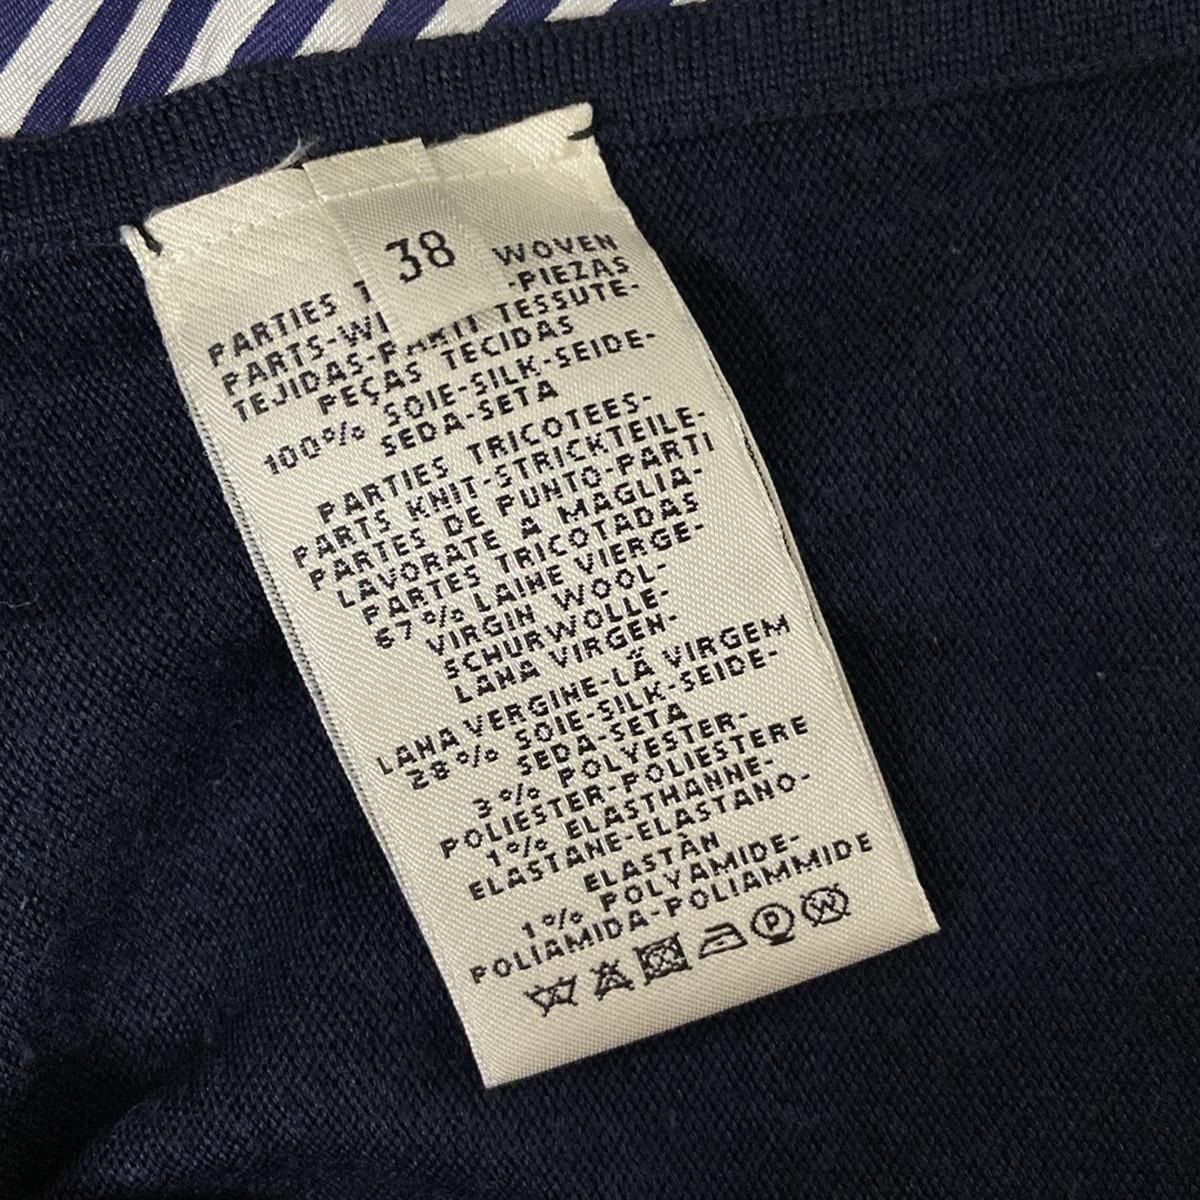 38
PARTIES T WOVEN
PARTS-WI -PIEZAS
TEJIDAS-PARTI TESSUTE-
PEÇAS TECIDAS
100% SOIE-SILK-SEIDE-
SEDA-SETA
PARTIES TRICOTEES-
PARTS KNIT-STRICKTEILE-
PARTES DE PUNTO-PARTI
LAVORATE A MAGLIA-
PARTES TRICOTADAS
67% LAINE VIERGE-
VIRGIN WOOL-
SCHURWOLLE-
LANA VIRGEN-
LANA VERGINE-LÃ VIRGEM
28% SOIE-SILK-SEIDE-
SEDA-SETA
3% POLYESTER-
POLIESTER-POLIESTERE
1% ELASTHANNE-
ELASTANE-ELASTANO-
ELASTÀN
1% POLYAMIDE-
POLIAMIDA-POLIAMMIDE
P W